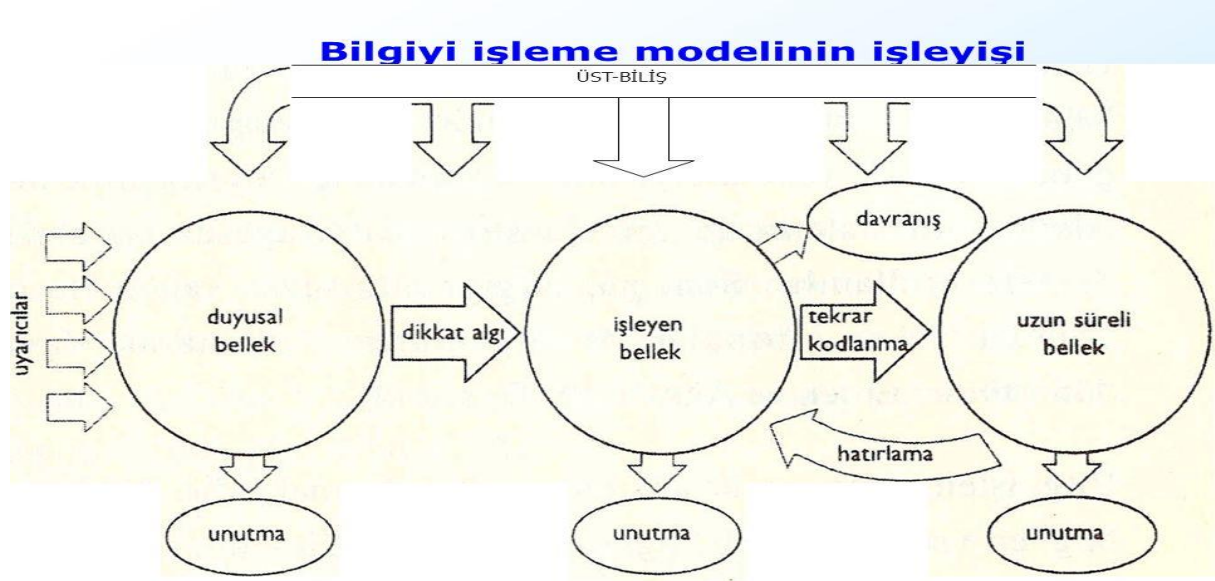 Bilgiyi işleme modelinin işleyişi
ÜST-BİLİŞ
uyarıcılar
duyusal
bellek
dikkat algı
işleyen
bellek
davranış
tekrar
kodlanma
uzun süreli
bellek
hatırlama
unutma
unutma
unutma